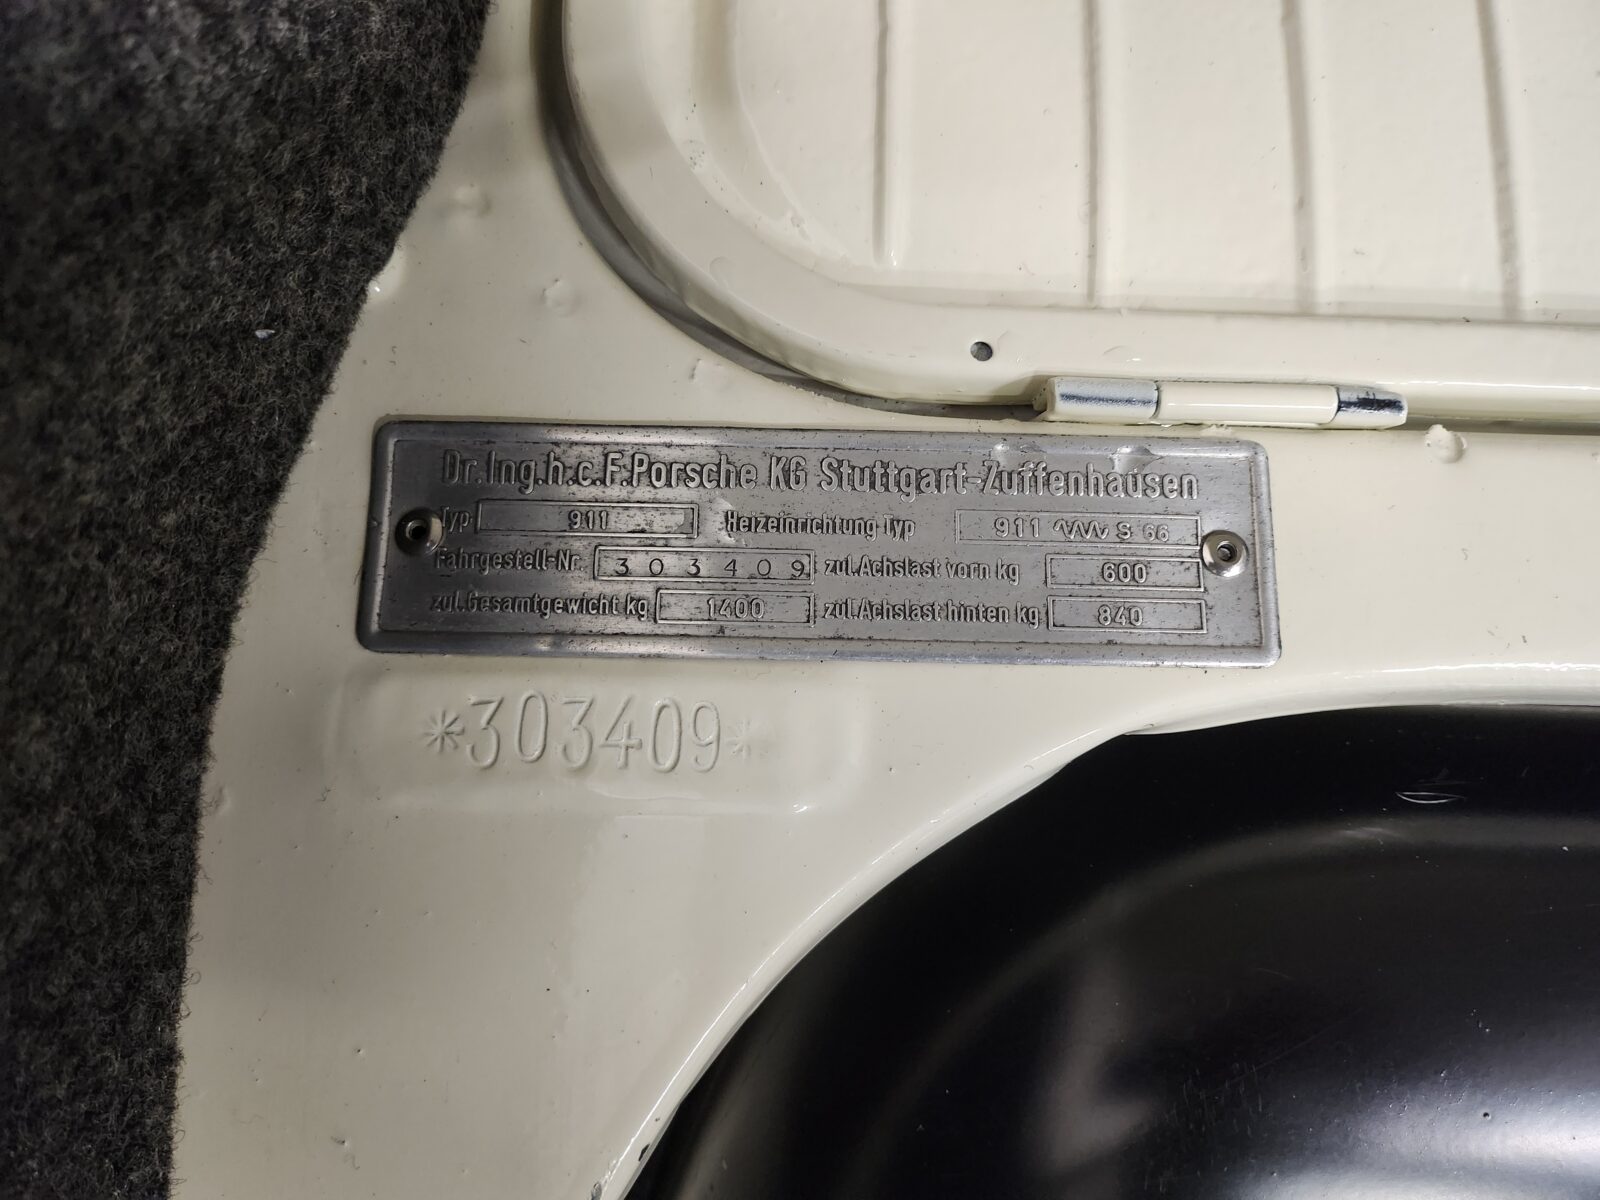 Dr.Ing.h.c.F.Porsche KG Stuttgart-Zuffenhausen
Typ 911 Heizeinrichtung Typ 911 ~~~ S 66
Fahrgestell-Nr. 303409 zul.Achslast vorn kg 600
zul.Gesamtgewicht kg 1400 zul.Achslast hinten kg 840
*303409*